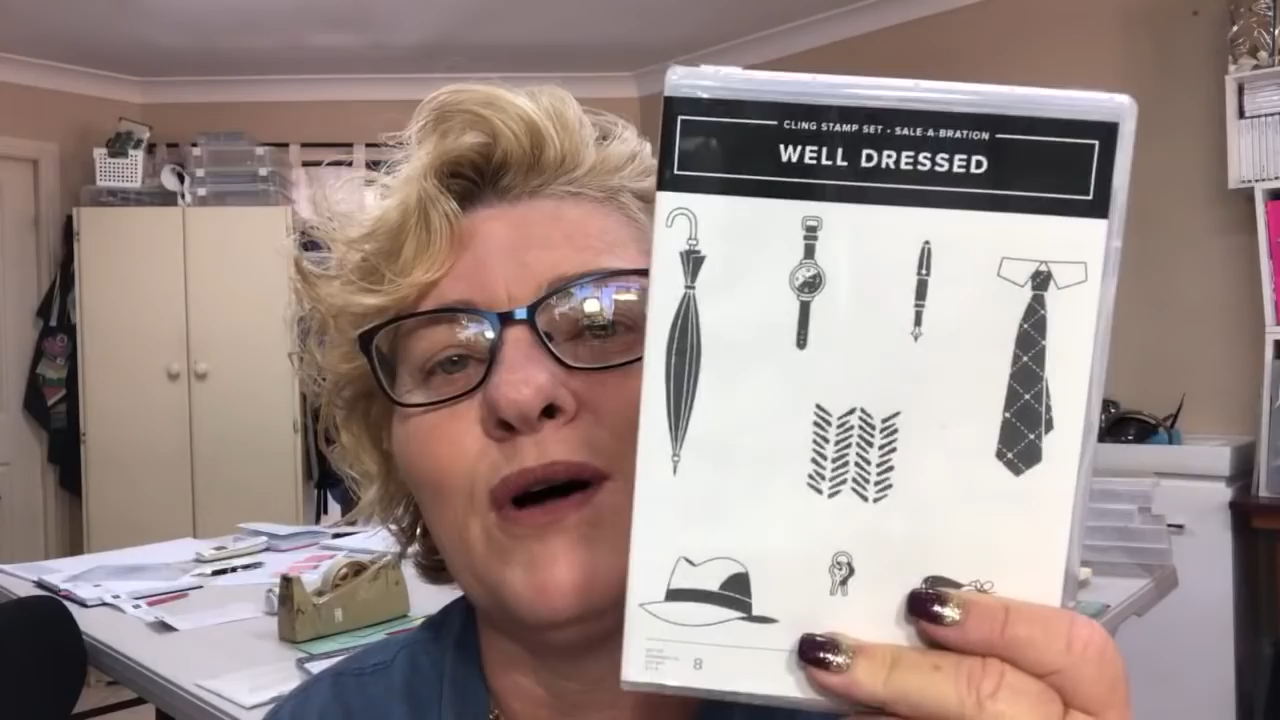 CLING STAMP SET • SALE-A-BRATION
WELL DRESSED
8